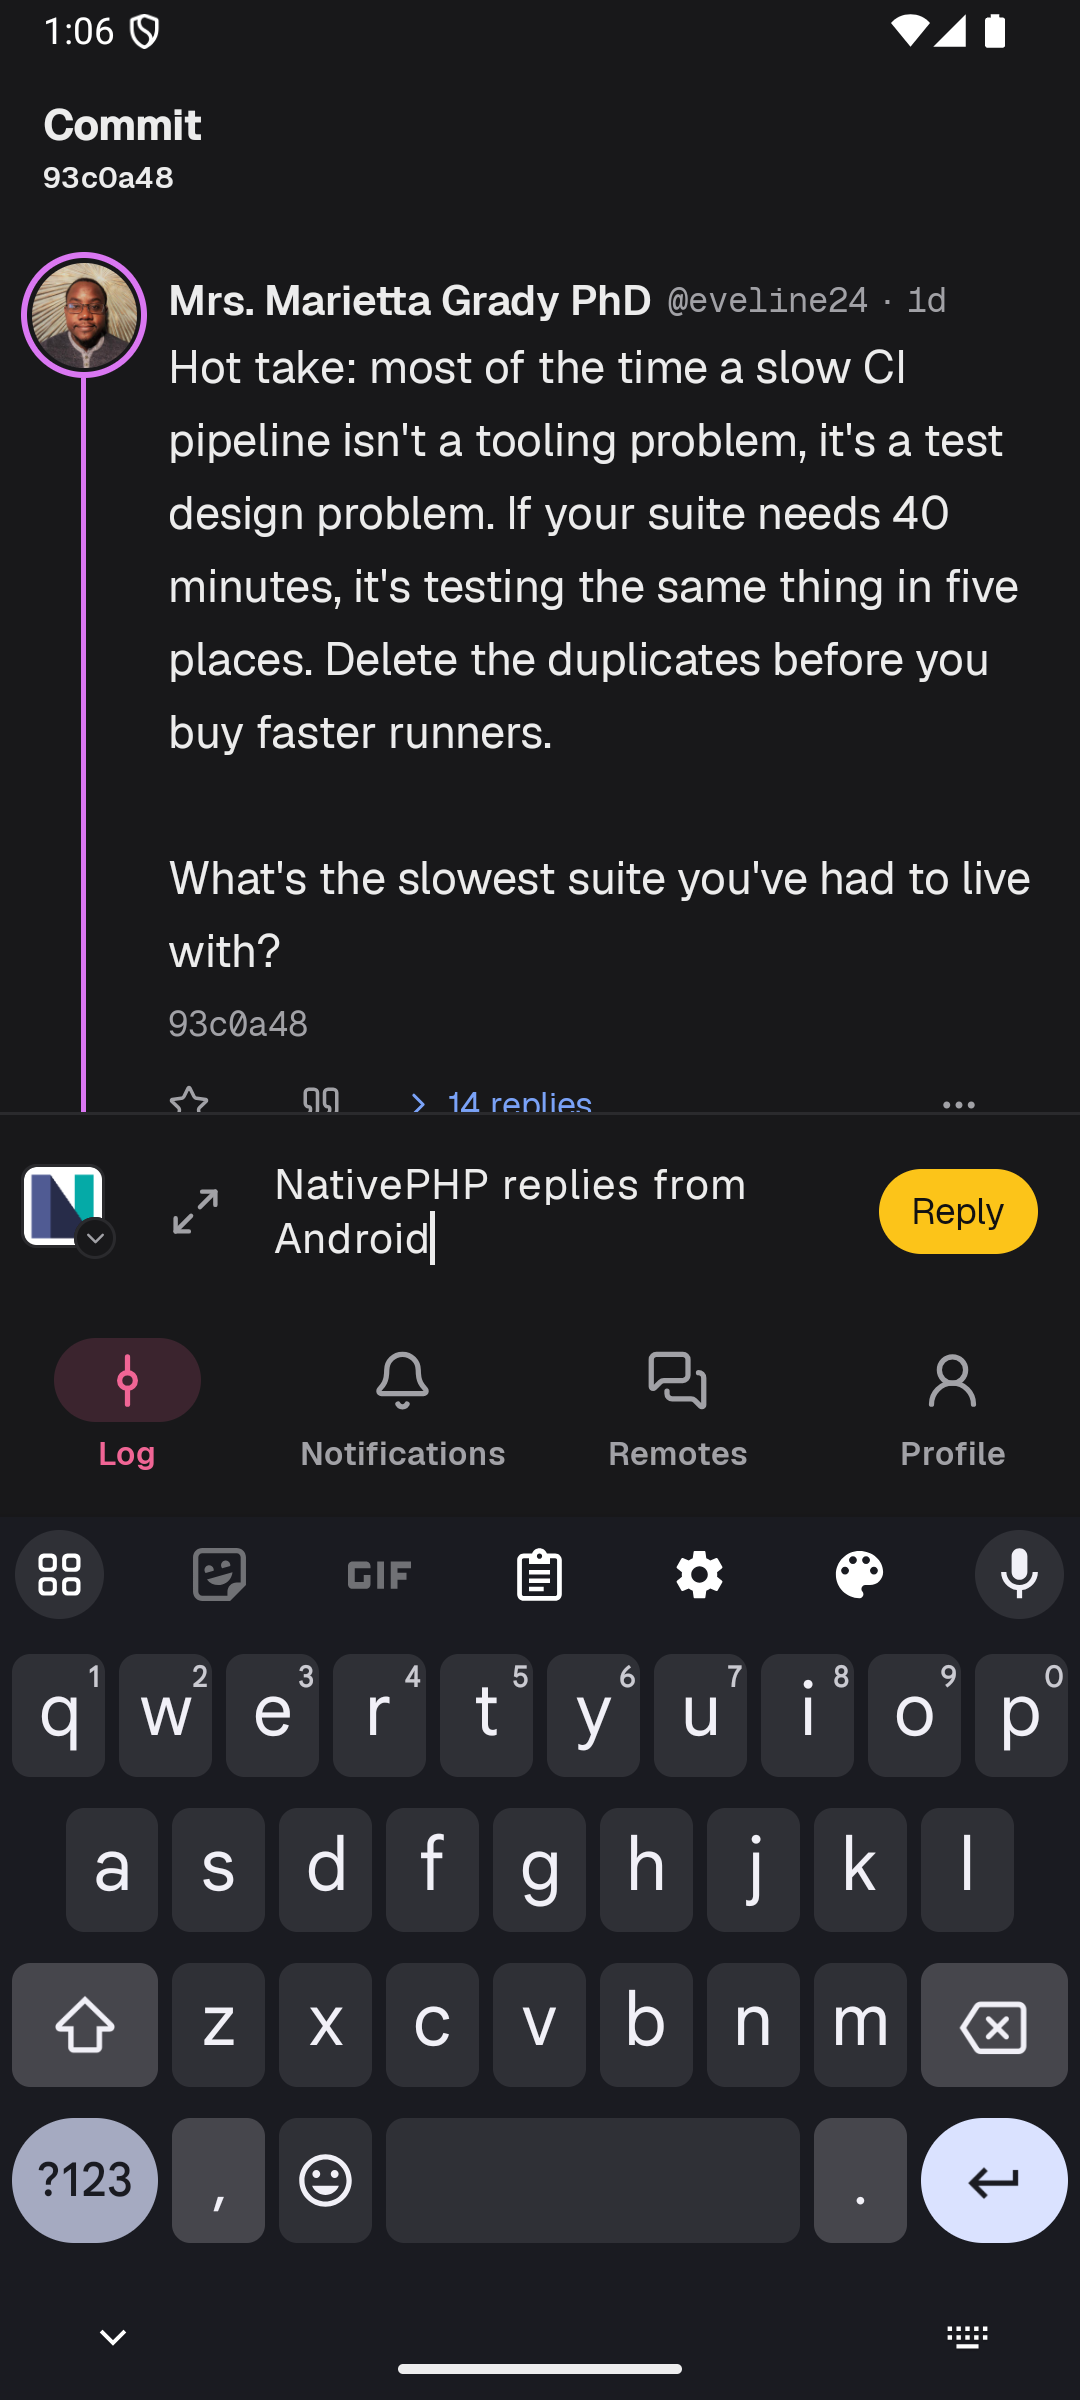 1:06
Commit
93c0a48
Mrs. Marietta Grady PhD @eveline24 · 1d
Hot take: most of the time a slow CI
pipeline isn't a tooling problem, it's a test
design problem. If your suite needs 40
minutes, it's testing the same thing in five
places. Delete the duplicates before you
buy faster runners.
What's the slowest suite you've had to live
with?
93c0a48
14 replies
NativePHP replies from
Android
Reply
Log
Notifications
Remotes
Profile
GIF
q1 w2 e3 r4 t5 y6 u7 i8 o9 p0
a s d f g h j k l
z x c v b n m
?123 , .